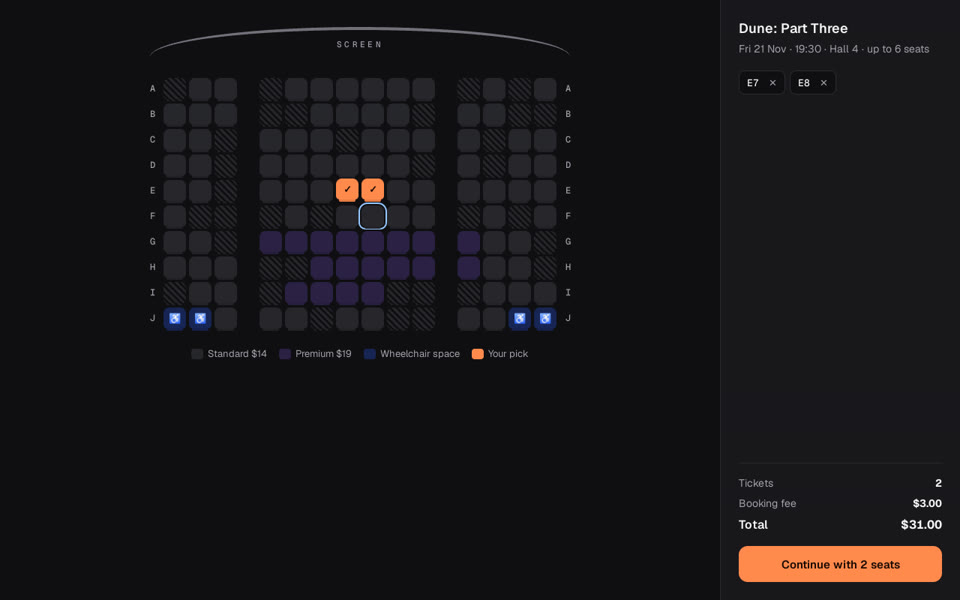 SCREEN
A A
B B
C C
D D
E ✓ ✓ E
F F
G G
H H
I I
J ♿ ♿ ♿ ♿ J
Standard $14 Premium $19 Wheelchair space Your pick
Dune: Part Three
Fri 21 Nov · 19:30 · Hall 4 · up to 6 seats
E7 × E8 ×
Tickets 2
Booking fee $3.00
Total $31.00
Continue with 2 seats